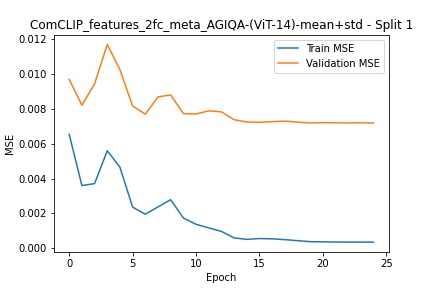 ComCLIP_features_2fc_meta_AGIQA-(ViT-14)-mean+std - Split 1
Train MSE
Validation MSE
0.012
0.010
0.008
0.006
0.004
0.002
0.000
MSE
0 5 10 15 20 25
Epoch